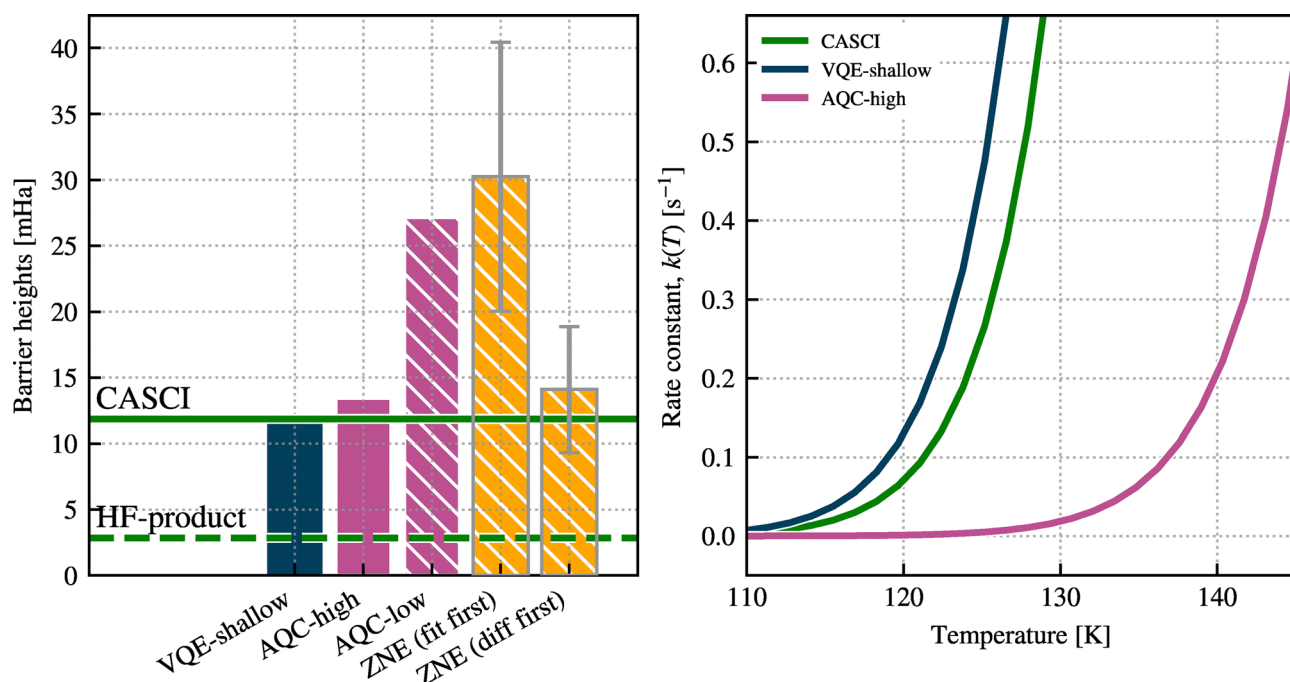 Barrier heights [mHa]
40
35
30
25
20
15
10
5
0
CASCI
HF-product
VQE-shallow
AQC-high
AQC-low
ZNE (fit first)
ZNE (diff first)
Rate constant, k(T) [s⁻¹]
0.6
0.5
0.4
0.3
0.2
0.1
0.0
CASCI
VQE-shallow
AQC-high
110
120
130
140
Temperature [K]